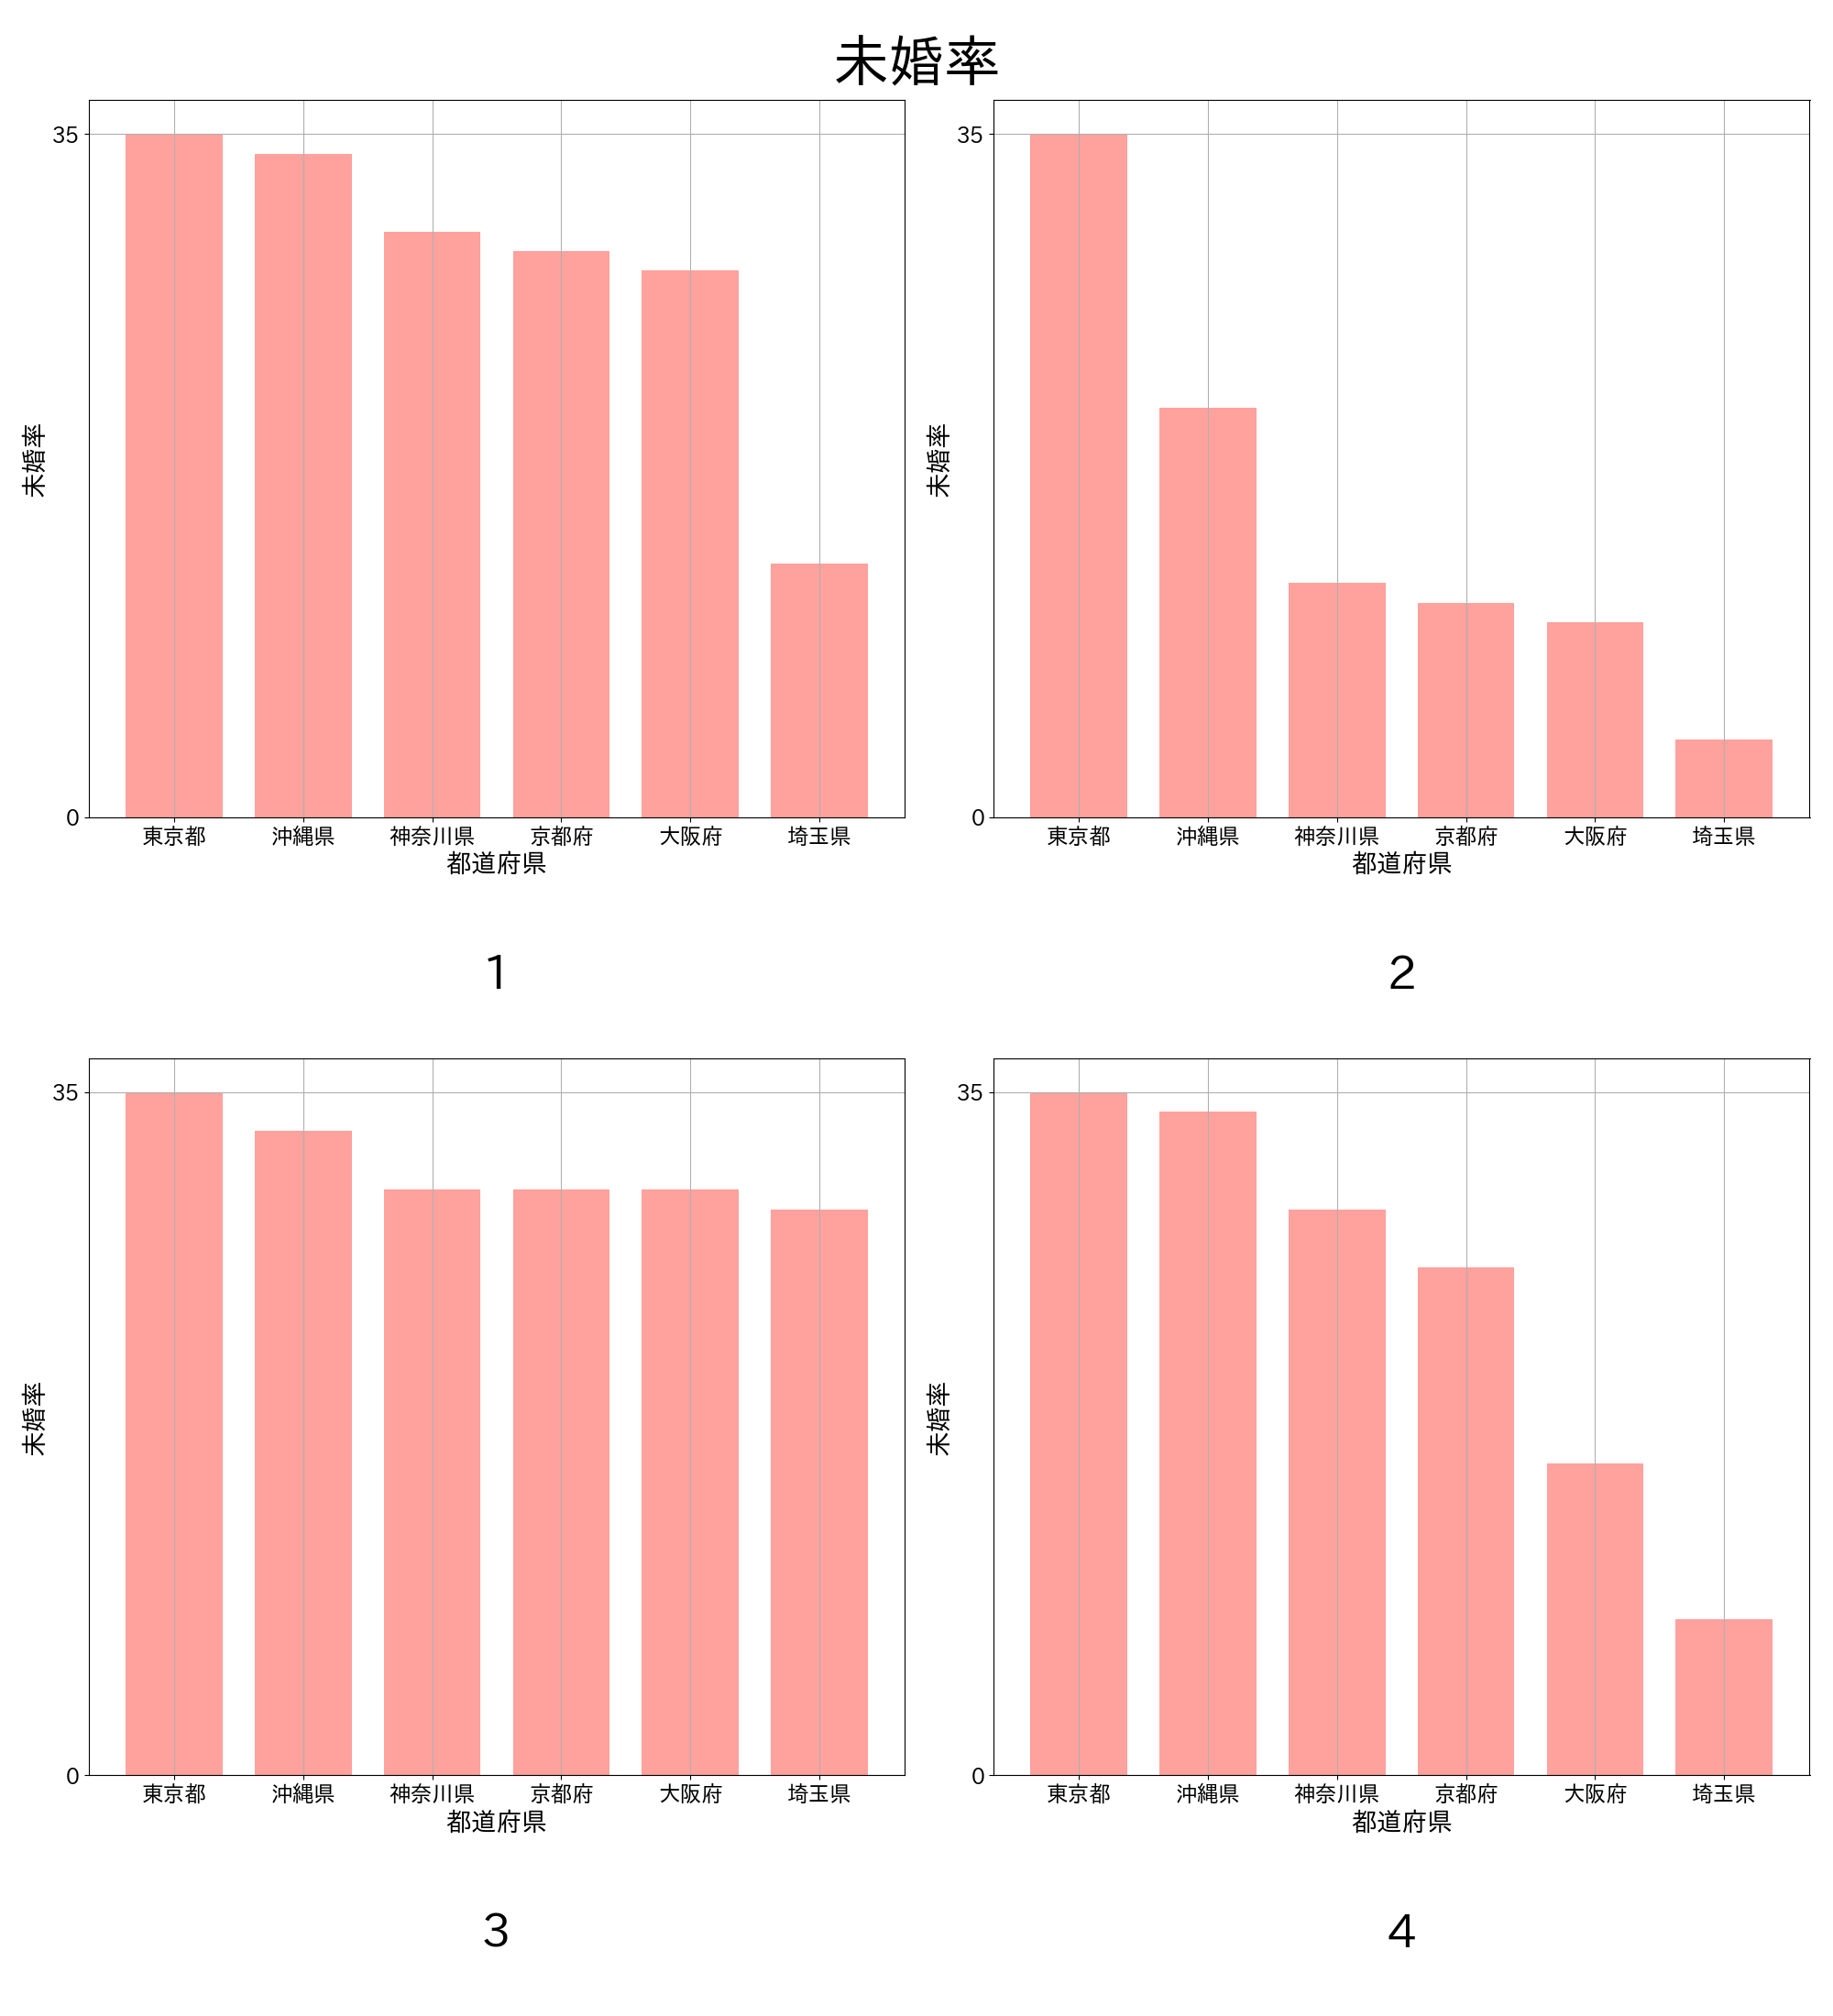 未婚率
35
0
未婚率
東京都 沖縄県 神奈川県 京都府 大阪府 埼玉県
都道府県
1
35
0
未婚率
東京都 沖縄県 神奈川県 京都府 大阪府 埼玉県
都道府県
2
35
0
未婚率
東京都 沖縄県 神奈川県 京都府 大阪府 埼玉県
都道府県
3
35
0
未婚率
東京都 沖縄県 神奈川県 京都府 大阪府 埼玉県
都道府県
4